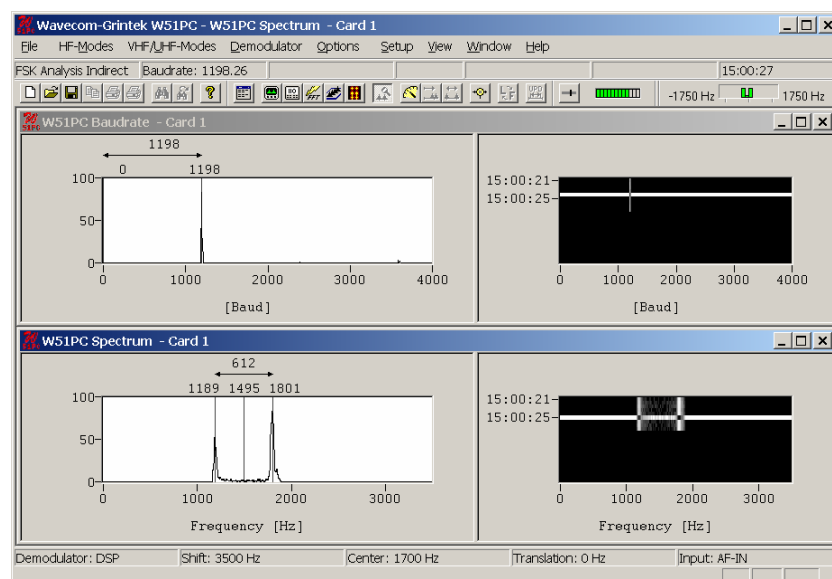 Wavecom-Grintek W51PC - W51PC Spectrum - Card 1
File HF-Modes VHF/UHF-Modes Demodulator Options Setup View Window Help
FSK Analysis Indirect Baudrate: 1198.26 15:00:27
-1750 Hz 1750 Hz
W51PC Baudrate - Card 1
1198
0 1198
100
50
0
0 1000 2000 3000 4000
[Baud]
15:00:21
15:00:25
0 1000 2000 3000 4000
[Baud]
W51PC Spectrum - Card 1
612
1189 1495 1801
100
50
0
0 1000 2000 3000
Frequency [Hz]
15:00:21
15:00:25
0 1000 2000 3000
Frequency [Hz]
Demodulator: DSP Shift: 3500 Hz Center: 1700 Hz Translation: 0 Hz Input: AF-IN